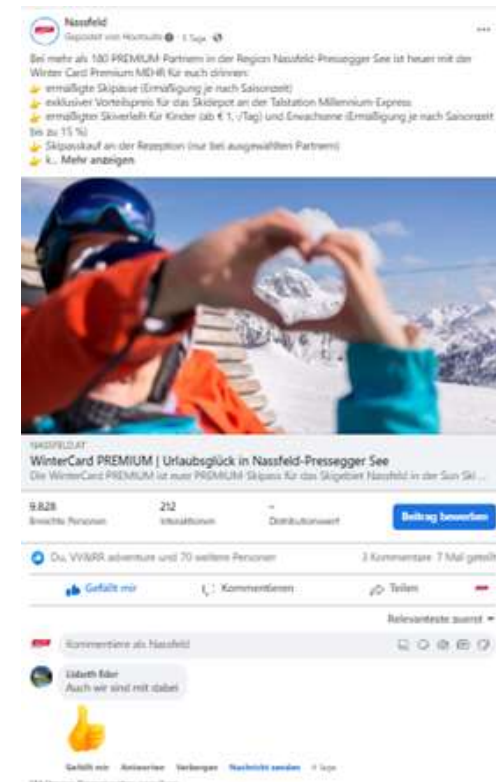 Nassfeld
Gepostet von Hootsuite · 5 Tage ·
Bei mehr als 180 PREMIUM-Partnern in der Region Nassfeld-Pressegger See ist heuer mit der
Winter Card Premium MEHR für euch drinnen:
👉 ermäßigte Skipässe (Ermäßigung je nach Saisonzeit)
👉 exklusiver Vorteilspreis für das Skidepot an der Talstation Millennium-Express
👉 ermäßigter Skiverleih für Kinder (ab € 1,-/Tag) und Erwachsene (Ermäßigung je nach Saisonzeit
bis zu 15 %)
👉 Skipasskauf an der Rezeption (nur bei ausgewählten Partnern)
👉 k... Mehr anzeigen
NASSFELD.AT
WinterCard PREMIUM | Urlaubsglück in Nassfeld-Pressegger See
Die WinterCard PREMIUM ist euer PREMIUM-Skipass für das Skigebiet Nassfeld in der Sun Ski ...
9.828 212 -
Erreichte Personen Interaktionen Distributionswert Beitrag bewerben
Du, VV&RR adventure und 70 weitere Personen 3 Kommentare 7 Mal geteilt
Gefällt mir Kommentieren Teilen
Relevanteste zuerst
Kommentiere als Nassfeld
Lisbeth Eder
Auch wir sind mit dabei
👍
Gefällt mir Antworten Verbergen Nachricht senden 4 Tage